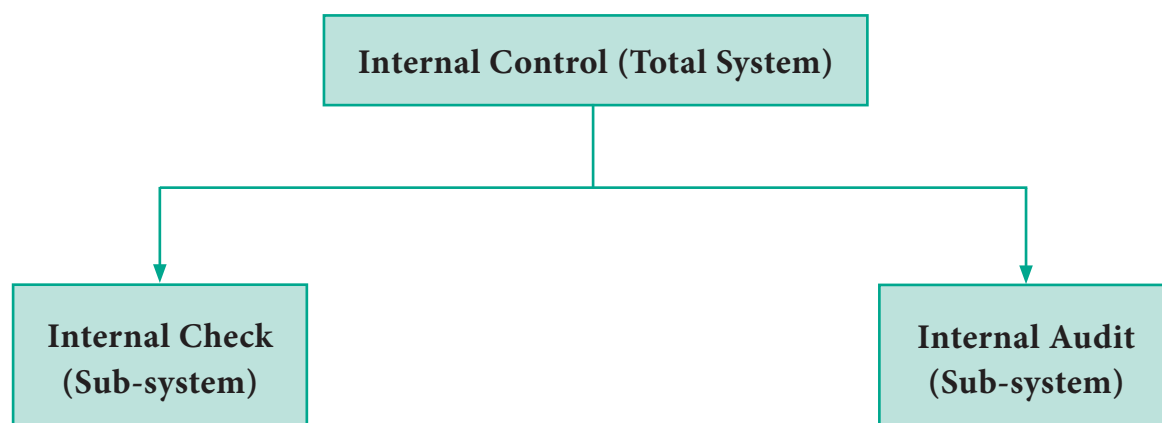 Internal Control (Total System)
Internal Check
(Sub-system)
Internal Audit
(Sub-system)